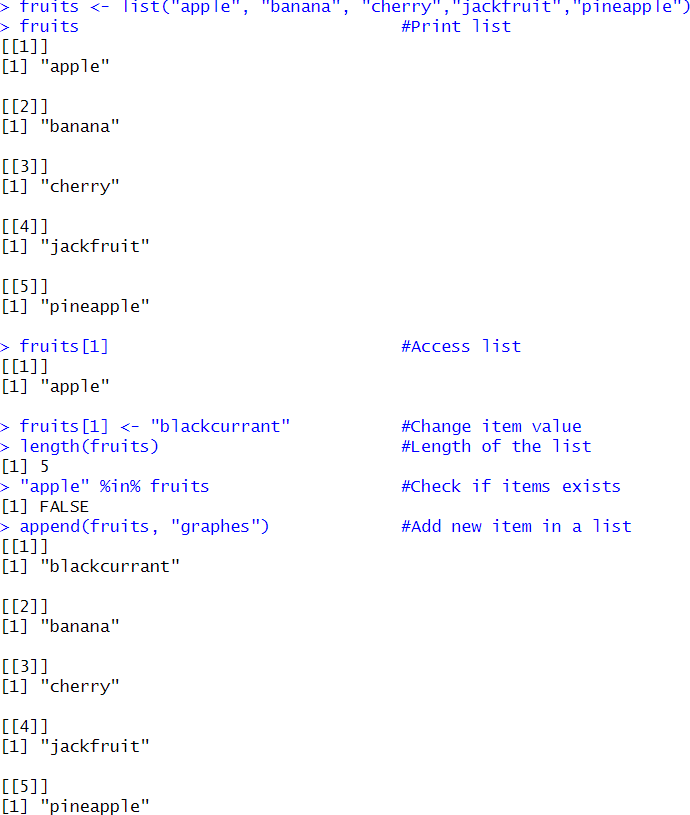 > fruits <- list("apple", "banana", "cherry","jackfruit","pineapple")
> fruits                                #Print list
[[1]]
[1] "apple"

[[2]]
[1] "banana"

[[3]]
[1] "cherry"

[[4]]
[1] "jackfruit"

[[5]]
[1] "pineapple"

> fruits[1]                             #Access list
[[1]]
[1] "apple"

> fruits[1] <- "blackcurrant"           #Change item value
> length(fruits)                        #Length of the list
[1] 5
> "apple" %in% fruits                   #Check if items exists
[1] FALSE
> append(fruits, "graphes")             #Add new item in a list
[[1]]
[1] "blackcurrant"

[[2]]
[1] "banana"

[[3]]
[1] "cherry"

[[4]]
[1] "jackfruit"

[[5]]
[1] "pineapple"